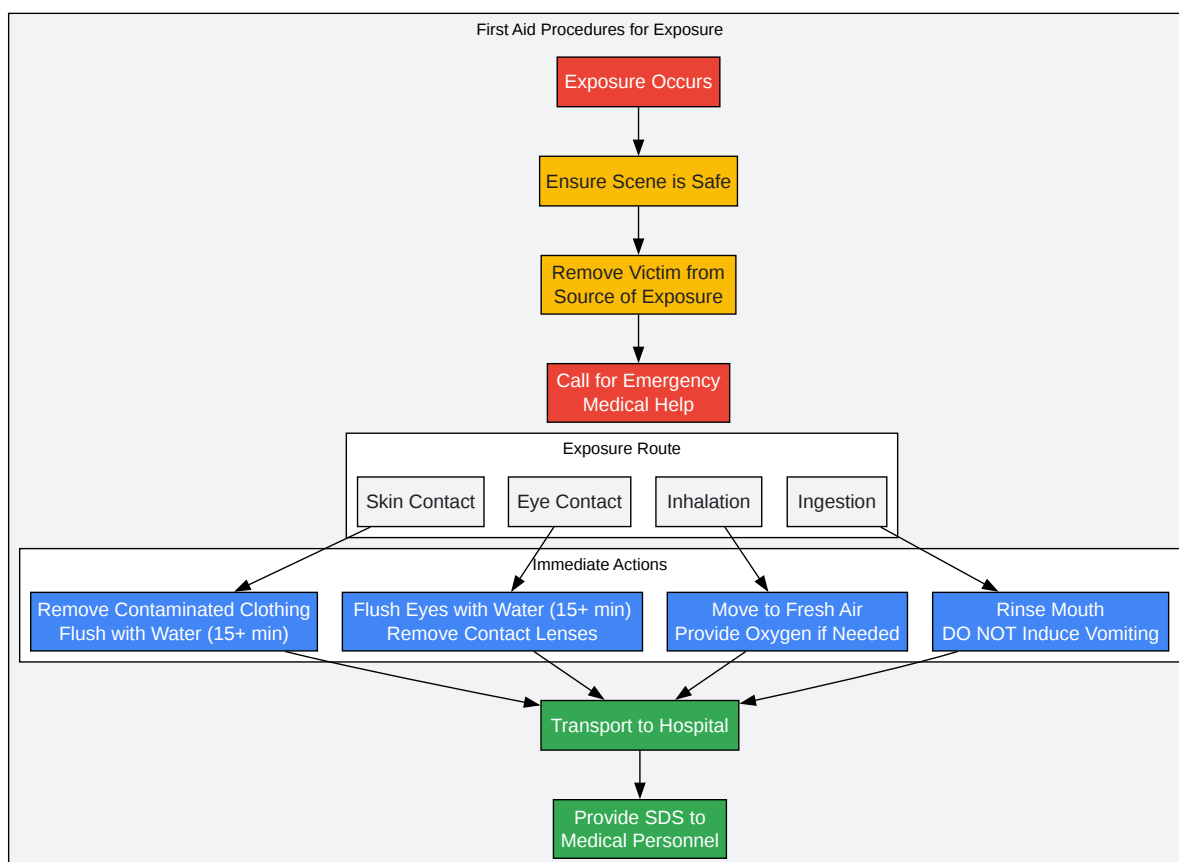 First Aid Procedures for Exposure
Exposure Occurs
Ensure Scene is Safe
Remove Victim from
Source of Exposure
Call for Emergency
Medical Help
Exposure Route
Skin Contact
Eye Contact
Inhalation
Ingestion
Immediate Actions
Remove Contaminated Clothing
Flush with Water (15+ min)
Flush Eyes with Water (15+ min)
Remove Contact Lenses
Move to Fresh Air
Provide Oxygen if Needed
Rinse Mouth
DO NOT Induce Vomiting
Transport to Hospital
Provide SDS to
Medical Personnel